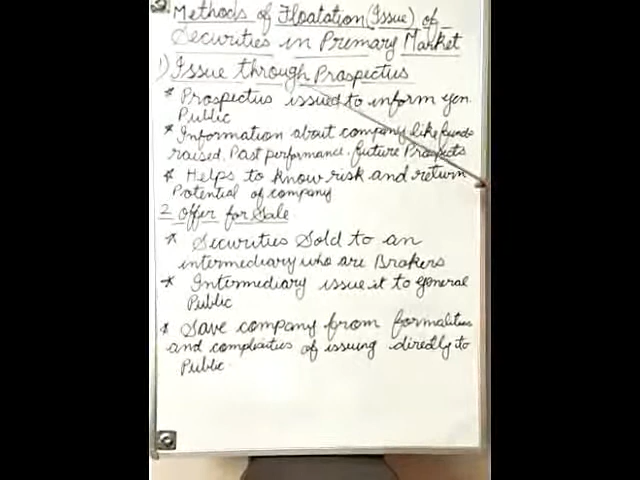 Methods of Floatation (Issue) of
Securities in Primary Market
1) Issue through Prospectus
* Prospectus issued to inform gen
Public
* Information about company like funds
raised, Past performance, future Prospects
* Helps to know risk and return
Potential of company
2 Offer for Sale
* Securities Sold to an
intermediary who are Brokers
* Intermediary issue it to general
Public
* Save company from formalities
and complexities of issuing directly to
Public.